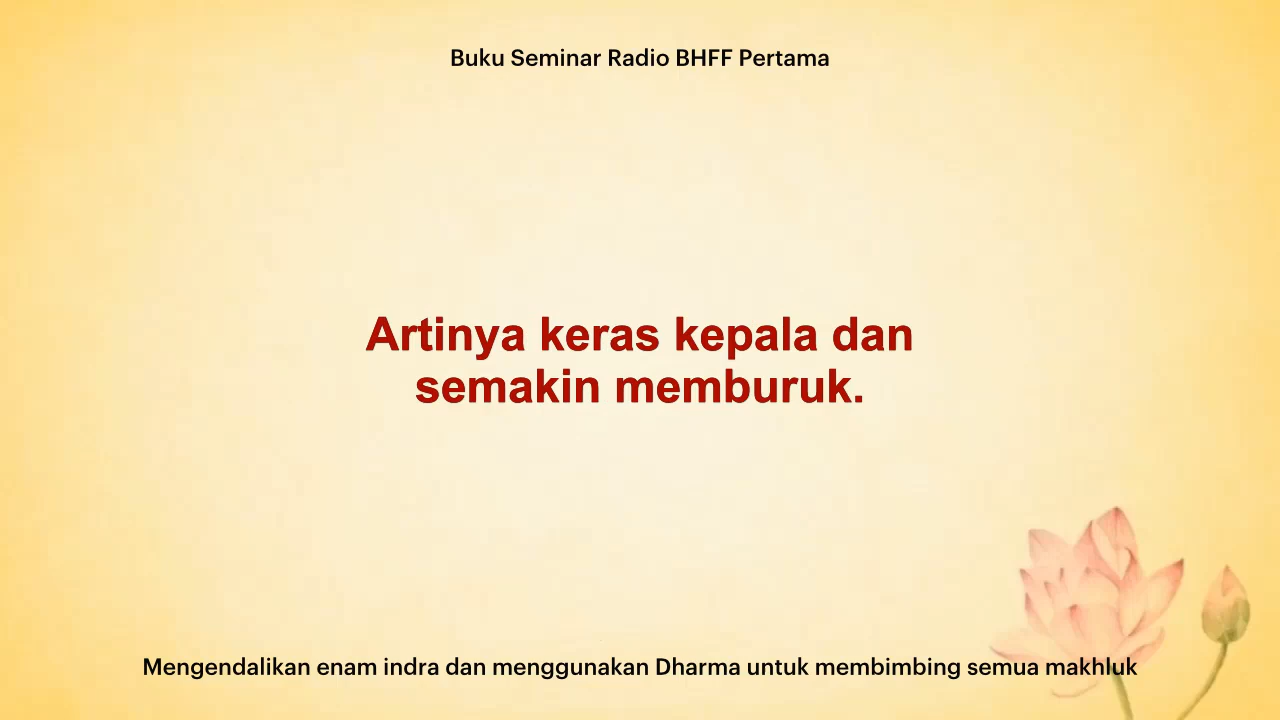 Buku Seminar Radio BHFF Pertama
Artinya keras kepala dan
semakin memburuk.
Mengendalikan enam indra dan menggunakan Dharma untuk membimbing semua makhluk